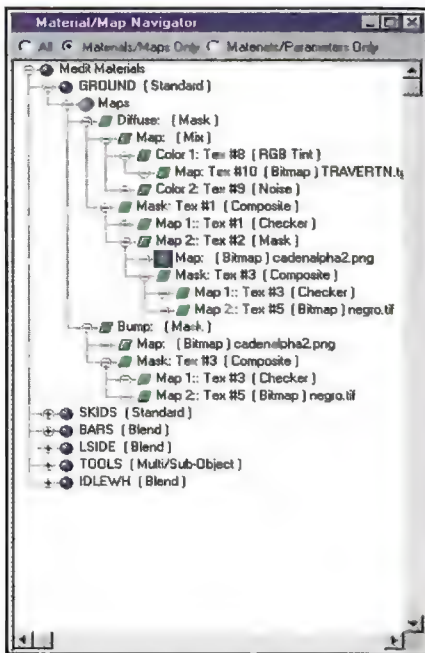 Material/Map Navigator
All Materials/Maps Only Materials/Parameters Only
Medit Materials
GROUND (Standard)
Maps
Diffuse: (Mask)
Map: (Mix)
Color 1: Tex #8 (RGB Tint)
Map: Tex #10 (Bitmap) TRAVERTN.t
Color 2: Tex #9 (Noise)
Mask: Tex #1 (Composite)
Map 1:: Tex #1 (Checker)
Map 2:: Tex #2 (Mask)
Map: (Bitmap) cadenalpha2.png
Mask: Tex #3 (Composite)
Map 1:: Tex #3 (Checker)
Map 2:: Tex #5 (Bitmap) negro.tif
Bump: (Mask)
Map: (Bitmap) cadenalpha2.png
Mask: Tex #3 (Composite)
Map 1:: Tex #3 (Checker)
Map 2:: Tex #5 (Bitmap) negro.tif
SKIDS (Standard)
BARS (Blend)
LSIDE (Blend)
TOOLS (Multi/Sub-Object)
IDLEWH (Blend)